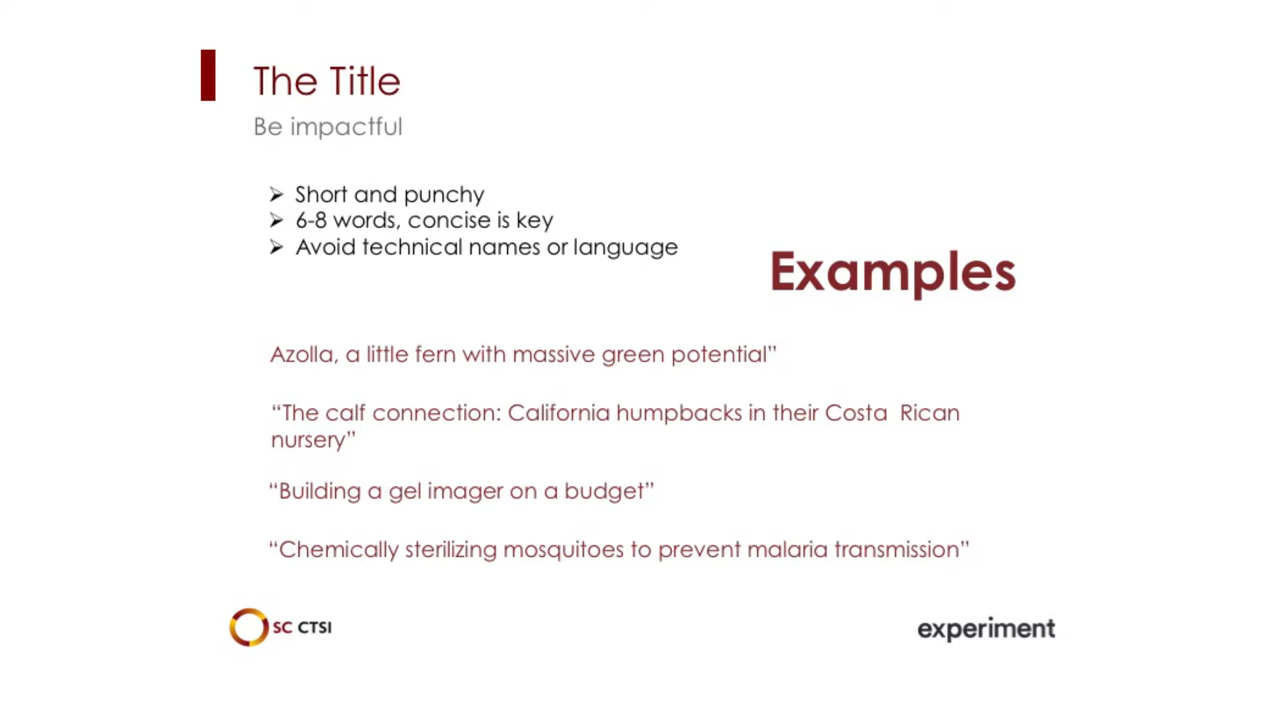 The Title
Be impactful
➢ Short and punchy
➢ 6-8 words, concise is key
➢ Avoid technical names or language
Examples
Azolla, a little fern with massive green potential”
“The calf connection: California humpbacks in their Costa  Rican
nursery”
“Building a gel imager on a budget”
“Chemically sterilizing mosquitoes to prevent malaria transmission”
SC CTSI
experiment